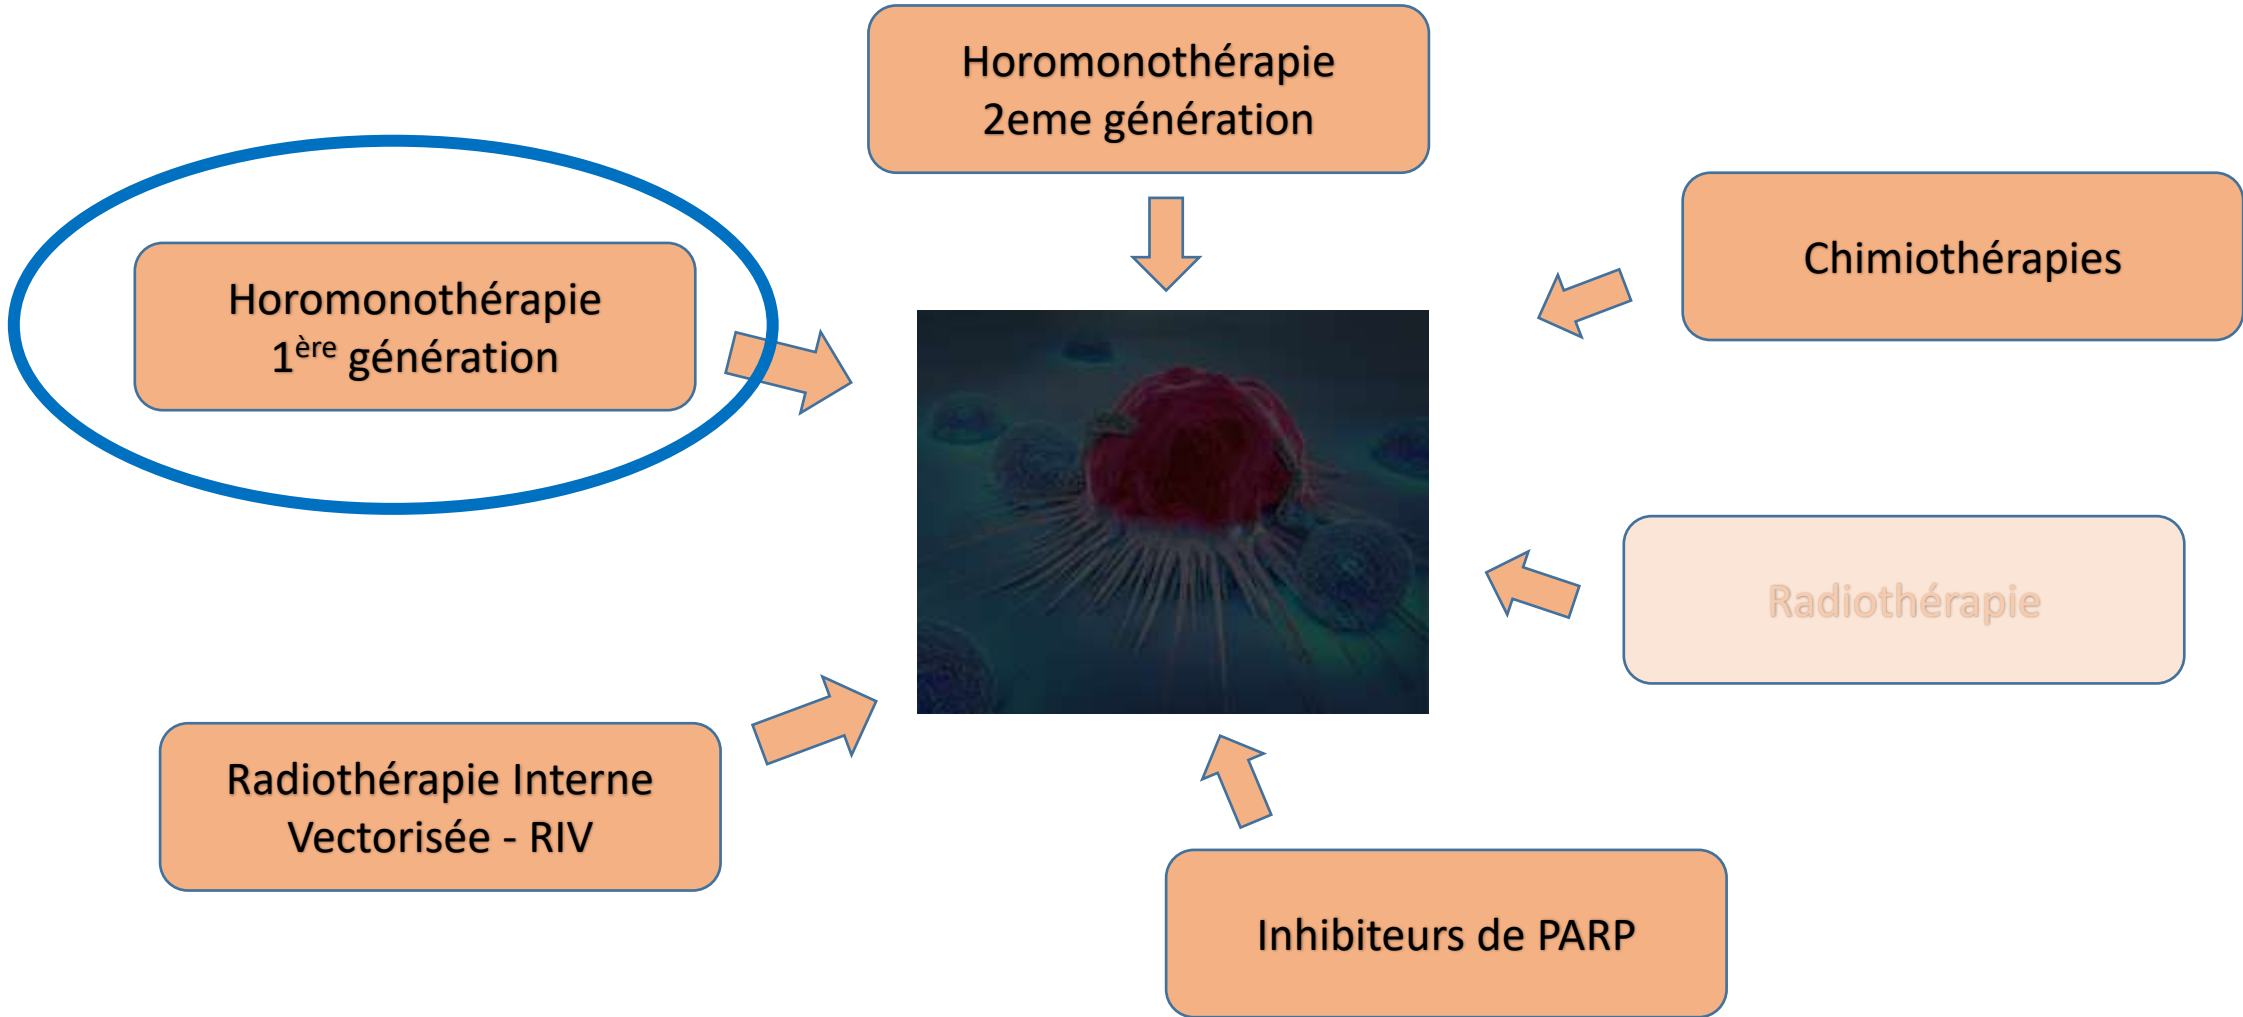 Horomonothérapie
2eme génération
Horomonothérapie
1ère génération
Chimiothérapies
Radiothérapie
Radiothérapie Interne
Vectorisée - RIV
Inhibiteurs de PARP